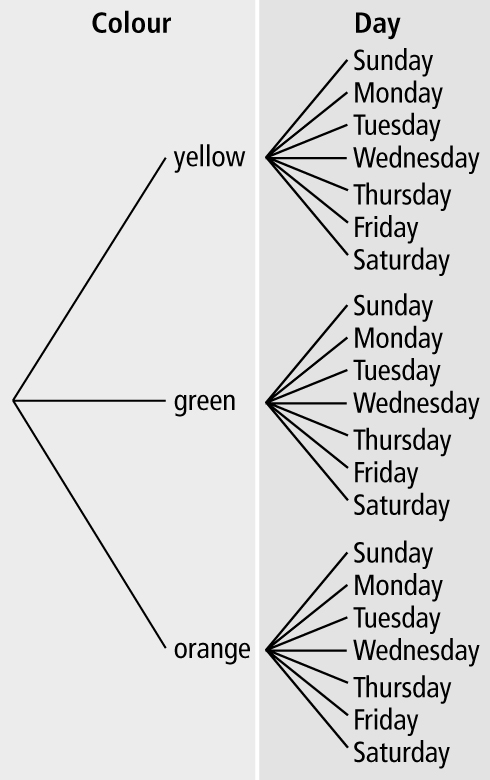 Colour
Day
yellow
Sunday
Monday
Tuesday
Wednesday
Thursday
Friday
Saturday
green
Sunday
Monday
Tuesday
Wednesday
Thursday
Friday
Saturday
orange
Sunday
Monday
Tuesday
Wednesday
Thursday
Friday
Saturday